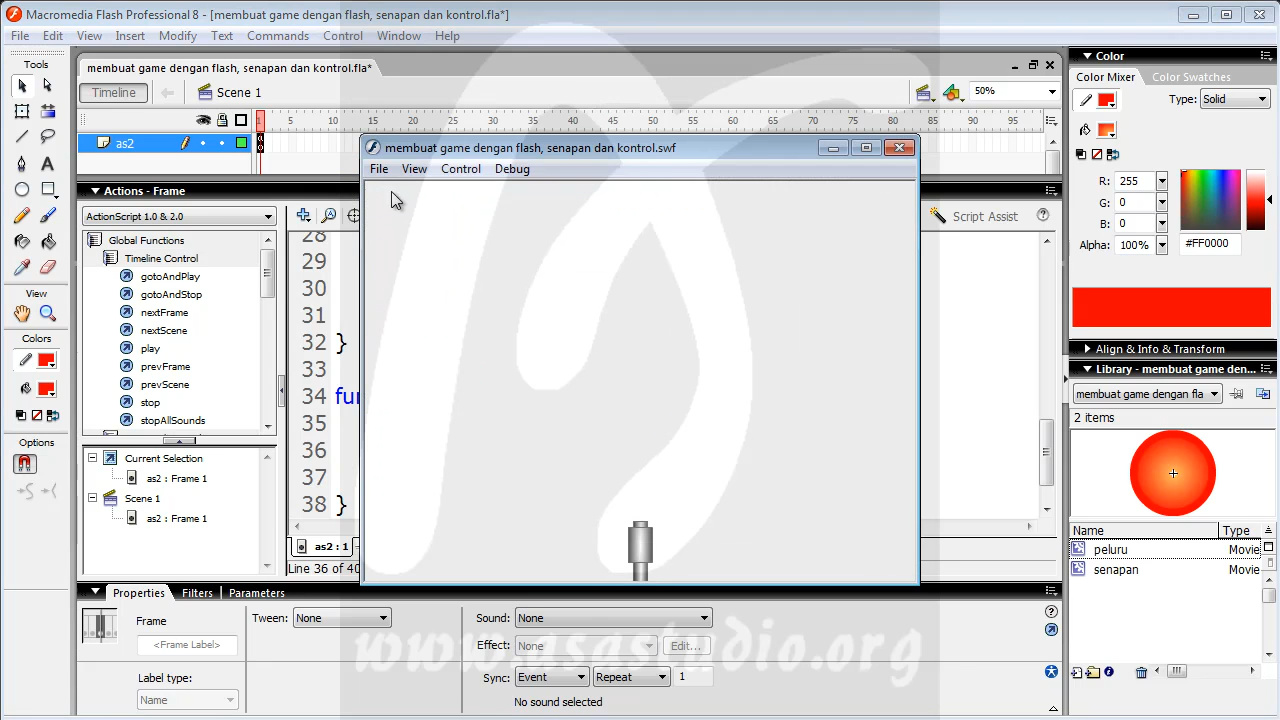 Macromedia Flash Professional 8 - [membuat game dengan flash, senapan dan kontrol.fla*]
File Edit View Insert Modify Text Commands Control Window Help
Tools
membuat game dengan flash, senapan dan kontrol.fla*
Timeline
Scene 1
50%
1 5 10 15 20 25 30 35 40 45 50 55 60 65 70 75 80 85 90 95
as2
membuat game dengan flash, senapan dan kontrol.swf
File View Control Debug
Actions - Frame
ActionScript 1.0 & 2.0
Global Functions
Timeline Control
gotoAndPlay
gotoAndStop
nextFrame
nextScene
play
prevFrame
prevScene
stop
stopAllSounds
Current Selection
as2 : Frame 1
Scene 1
as2 : Frame 1
Script Assist
28
29
30
31
32 }
33
34 fu
35
36
37
38 }
as2 : 1
Line 36 of 40
View
Colors
Options
Properties Filters Parameters
Frame
<Frame Label>
Label type:
Name
Tween: None
Sound: None
Effect: None Edit...
Sync: Event Repeat 1
No sound selected
www.asastudio.org
Color
Color Mixer Color Swatches
Type: Solid
R: 255
G: 0
B: 0
Alpha: 100% #FF0000
Align & Info & Transform
Library - membuat game den...
membuat game dengan fla
2 items
Name Type
peluru Movie
senapan Movie